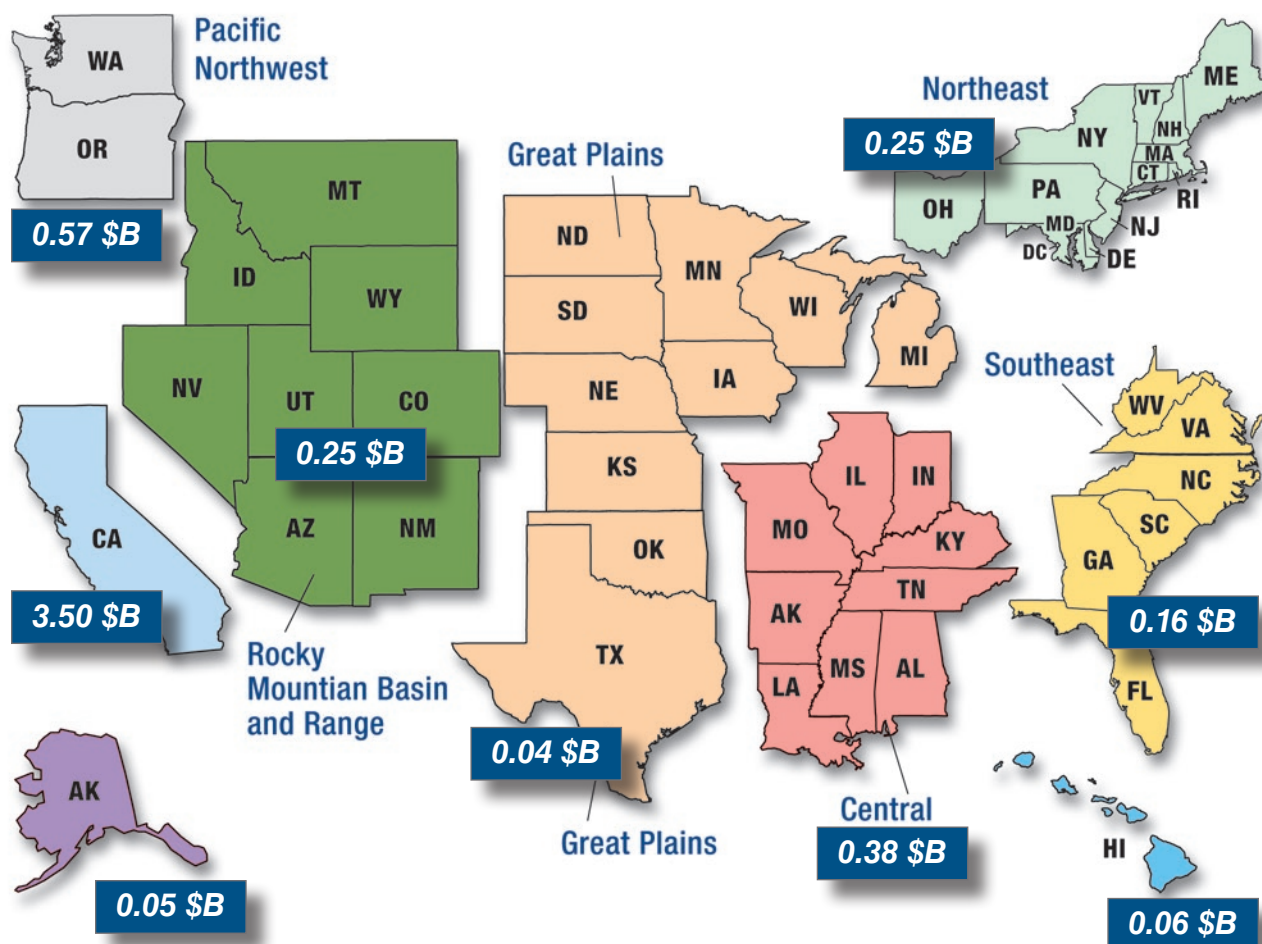 Pacific
Northwest
WA
OR
0.57 $B
MT
ID
WY
NV
UT
CO
0.25 $B
AZ
NM
Rocky
Mountian Basin
and Range
CA
3.50 $B
AK
0.05 $B
Great Plains
ND
MN
SD
WI
MI
NE
IA
KS
OK
TX
0.04 $B
Great Plains
Northeast
0.25 $B
ME
VT
NH
NY
MA
CT
RI
PA
OH
NJ
MD
DC
DE
Southeast
WV
VA
NC
SC
GA
0.16 $B
FL
IL
IN
MO
KY
TN
AK
MS
AL
LA
Central
0.38 $B
HI
0.06 $B